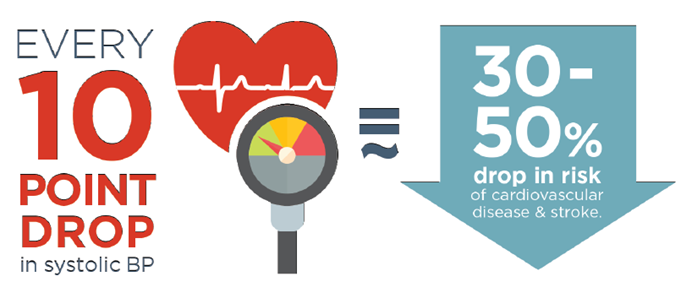 EVERY
10
POINT
DROP
in systolic BP
30-
50%
drop in risk
of cardiovascular
disease & stroke.